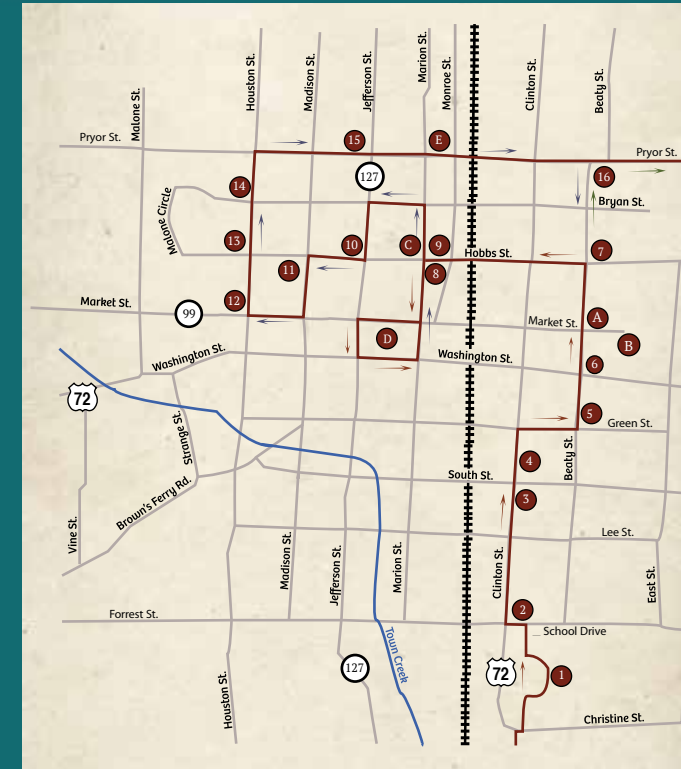 Malone St.
Houston St.
Madison St.
Jefferson St.
Marion St.
Monroe St.
Clinton St.
Beaty St.
Pryor St.
15
E
Pryor St.
127
16
14
Malone Circle
Bryan St.
13
10
C
9
Hobbs St.
7
11
8
Market St.
12
99
A
Market St.
D
B
Washington St.
Washington St.
6
72
5
Green St.
Strange St.
Beaty St.
4
South St.
Brown's Ferry Rd.
3
Vine St.
Lee St.
Madison St.
Jefferson St.
Marion St.
Clinton St.
East St.
Forrest St.
2
School Drive
Town Creek
127
72
1
Houston St.
Christine St.